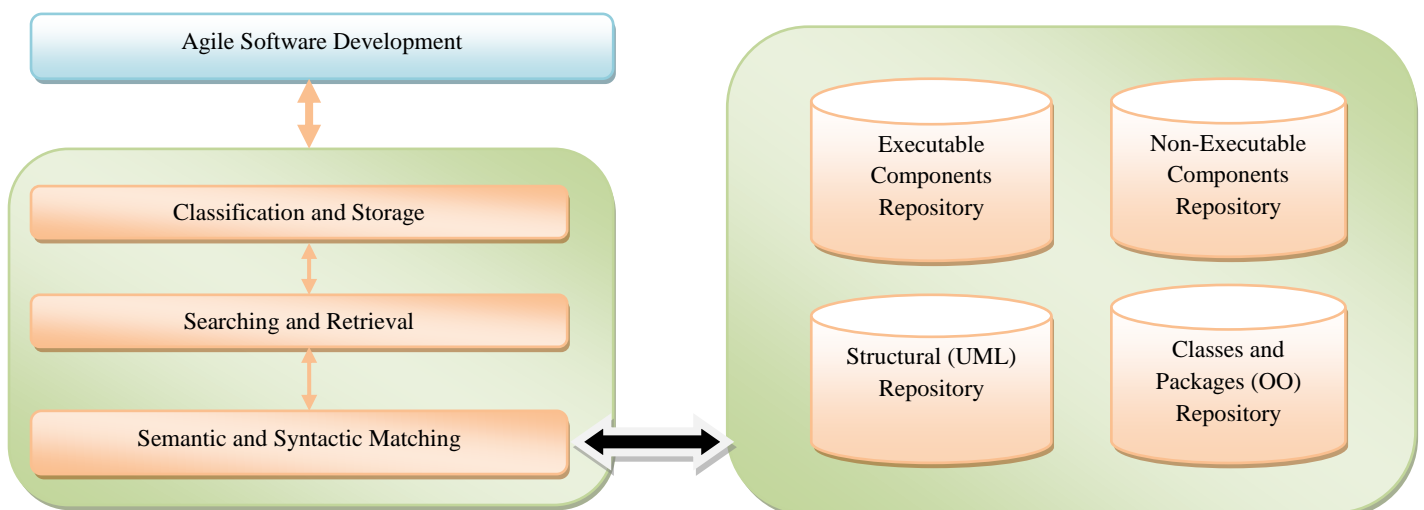 Agile Software Development
Classification and Storage
Searching and Retrieval
Semantic and Syntactic Matching
Executable
Components
Repository
Non-Executable
Components
Repository
Structural (UML)
Repository
Classes and
Packages (OO)
Repository